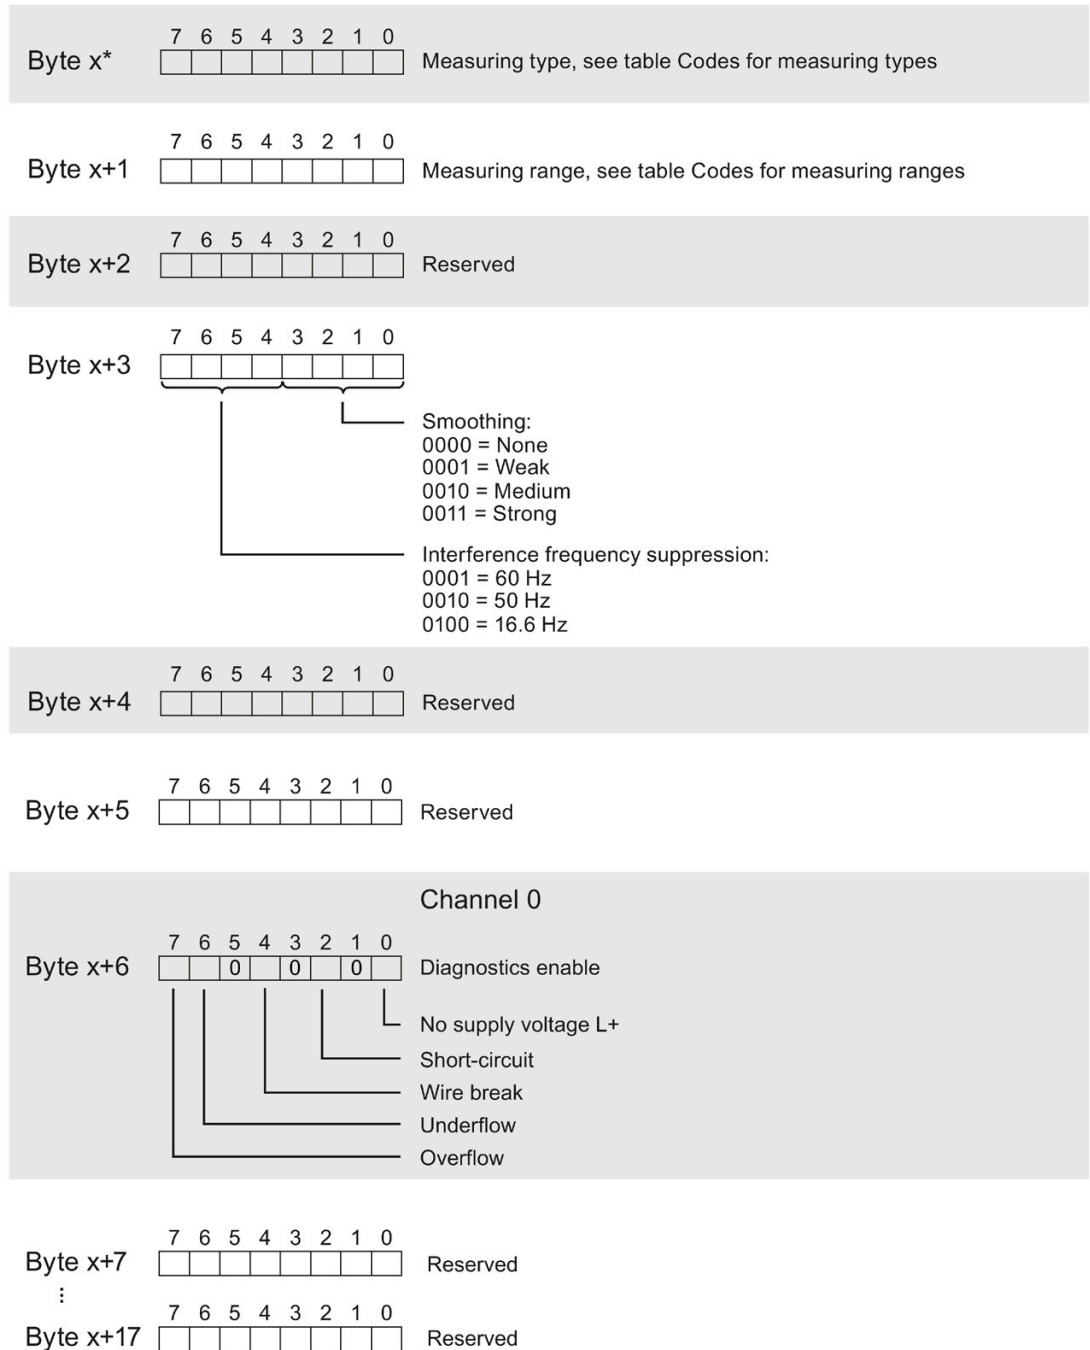 7 6 5 4 3 2 1 0
Byte x* Measuring type, see table Codes for measuring types
7 6 5 4 3 2 1 0
Byte x+1 Measuring range, see table Codes for measuring ranges
7 6 5 4 3 2 1 0
Byte x+2 Reserved
7 6 5 4 3 2 1 0
Byte x+3
Smoothing:
0000 = None
0001 = Weak
0010 = Medium
0011 = Strong
Interference frequency suppression:
0001 = 60 Hz
0010 = 50 Hz
0100 = 16.6 Hz
7 6 5 4 3 2 1 0
Byte x+4 Reserved
7 6 5 4 3 2 1 0
Byte x+5 Reserved
Channel 0
7 6 5 4 3 2 1 0
Byte x+6 0 0 0 Diagnostics enable
No supply voltage L+
Short-circuit
Wire break
Underflow
Overflow
7 6 5 4 3 2 1 0
Byte x+7 Reserved
⋮
7 6 5 4 3 2 1 0
Byte x+17 Reserved